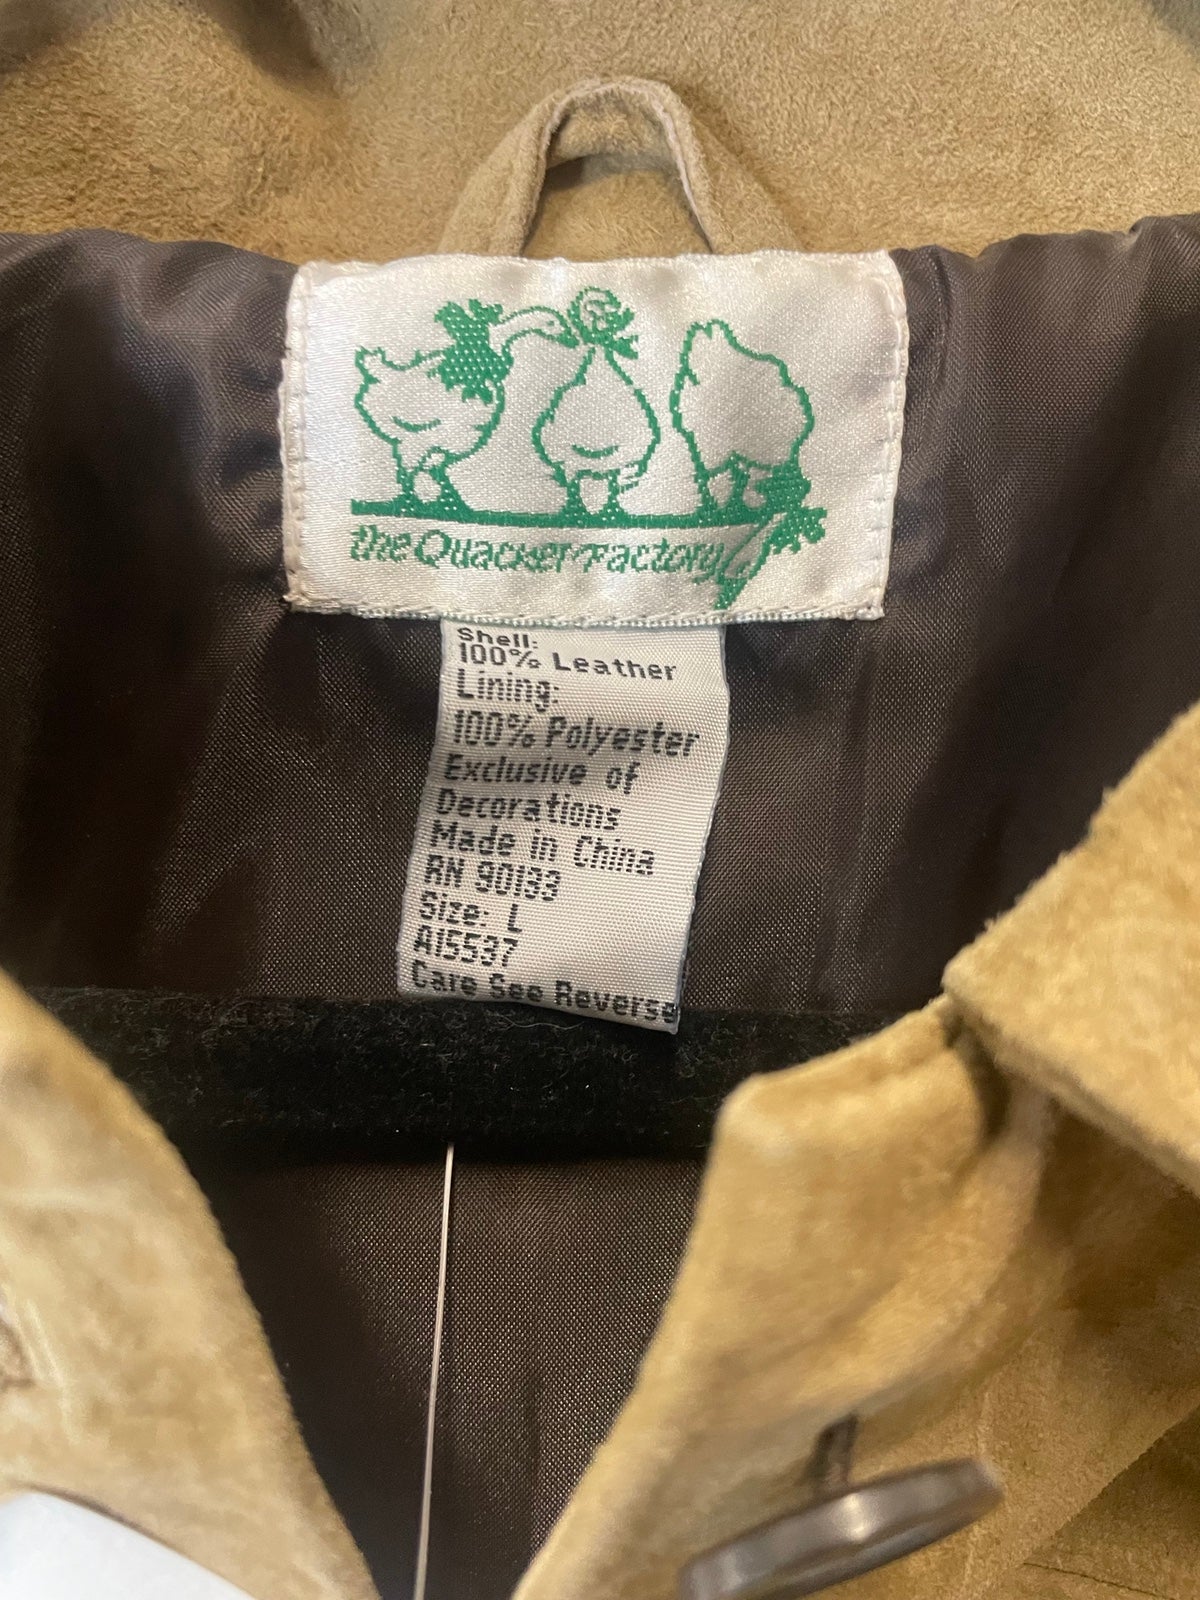 the Quacker Factory
Shell:
100% Leather
Lining:
100% Polyester
Exclusive of
Decorations
Made in China
RN 90133
Size: L
A15537
Care See Reverse